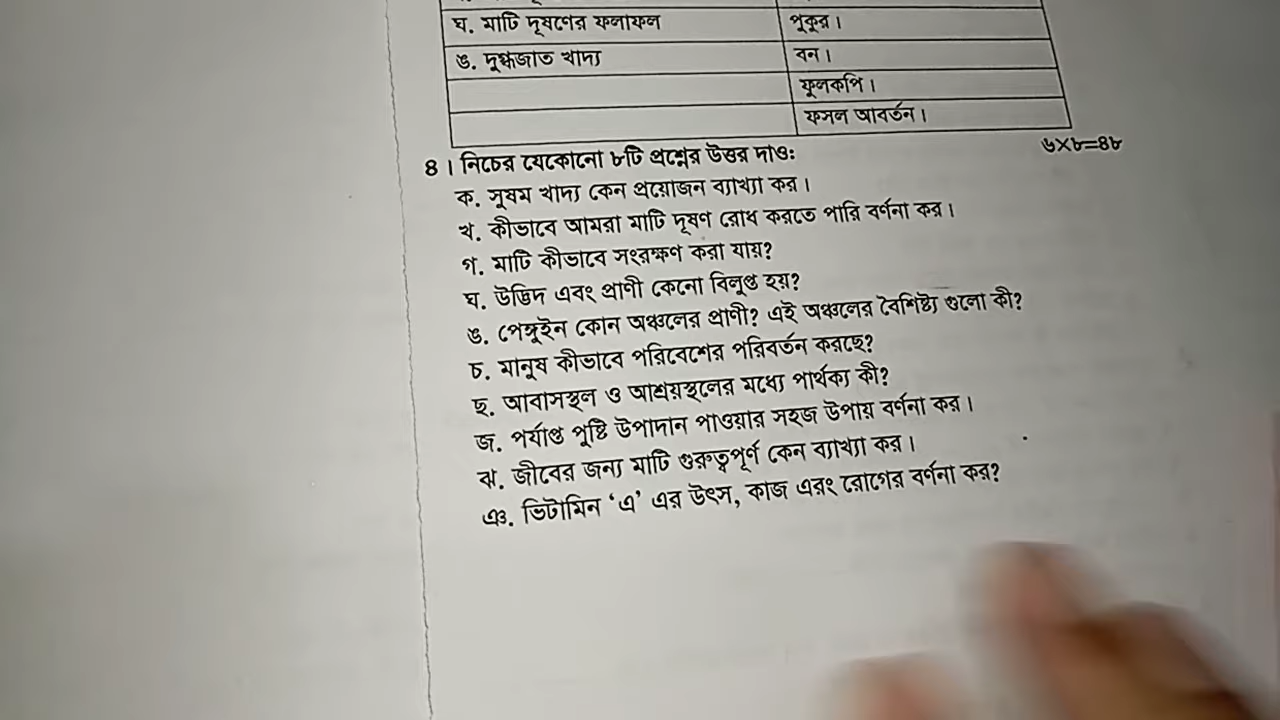 ঘ. মাটি দূষণের ফলাফল পুকুর।
ঙ. দুগ্ধজাত খাদ্য বন।
ফুলকপি।
ফসল আবর্তন।
৪। নিচের যেকোনো ৮টি প্রশ্নের উত্তর দাওঃ ৬×৮=৪৮
ক. সুষম খাদ্য কেন প্রয়োজন ব্যাখ্যা কর।
খ. কীভাবে আমরা মাটি দূষণ রোধ করতে পারি বর্ণনা কর।
গ. মাটি কীভাবে সংরক্ষণ করা যায়?
ঘ. উদ্ভিদ এবং প্রাণী কেনো বিলুপ্ত হয়?
ঙ. পেঙ্গুইন কোন অঞ্চলের প্রাণী? এই অঞ্চলের বৈশিষ্ট্য গুলো কী?
চ. মানুষ কীভাবে পরিবেশের পরিবর্তন করছে?
ছ. আবাসস্থল ও আশ্রয়স্থলের মধ্যে পার্থক্য কী?
জ. পর্যাপ্ত পুষ্টি উপাদান পাওয়ার সহজ উপায় বর্ণনা কর।
ঝ. জীবের জন্য মাটি গুরুত্বপূর্ণ কেন ব্যাখ্যা কর।
ঞ. ভিটামিন ‘এ’ এর উৎস, কাজ এবং রোগের বর্ণনা কর?